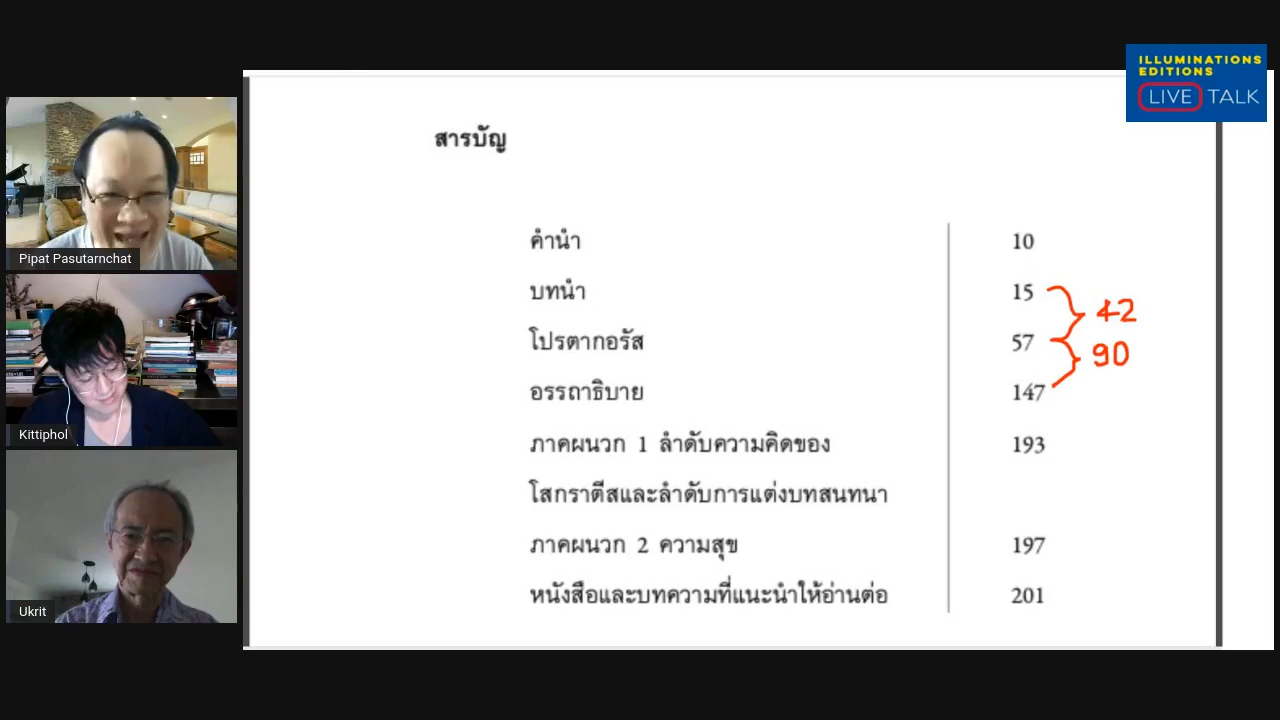 ILLUMINATIONS
EDITIONS
LIVE TALK
สารบัญ
คำนำ 10
บทนำ 15
42
โปรตากอรัส 57
90
อรรถาธิบาย 147
ภาคผนวก 1 ลำดับความคิดของ 193
โสกราตีสและลำดับการแต่งบทสนทนา
ภาคผนวก 2 ความสุข 197
หนังสือและบทความที่แนะนำให้อ่านต่อ 201
Pipat Pasutarnchat
Kittiphol
Ukrit